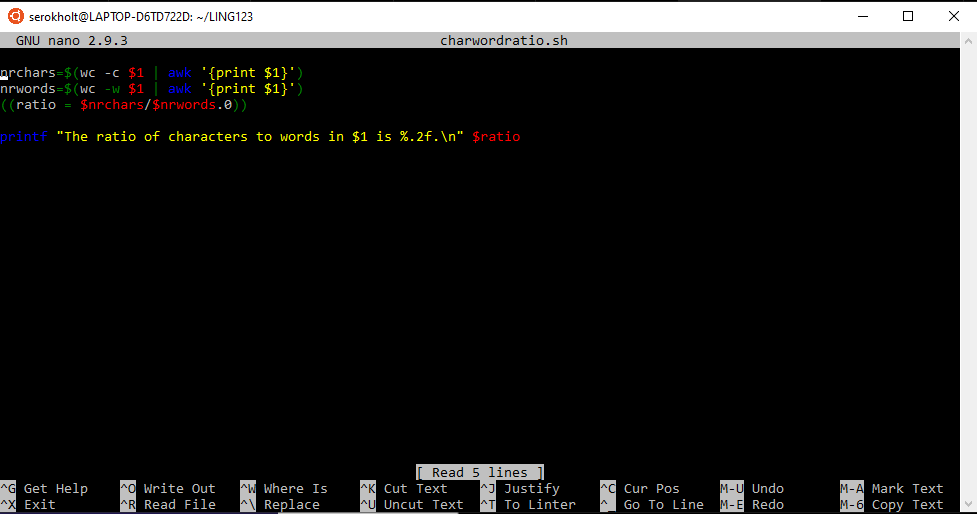 serokholt@LAPTOP-D6TD722D: ~/LING123
GNU nano 2.9.3 charwordratio.sh
nrchars=$(wc -c $1 | awk '{print $1}')
nrwords=$(wc -w $1 | awk '{print $1}')
((ratio = $nrchars/$nrwords.0))
printf "The ratio of characters to words in $1 is %.2f.\n" $ratio
[ Read 5 lines ]
^G Get Help ^O Write Out ^W Where Is ^K Cut Text ^J Justify ^C Cur Pos M-U Undo M-A Mark Text
^X Exit ^R Read File ^\ Replace ^U Uncut Text ^T To Linter ^_ Go To Line M-E Redo M-6 Copy Text